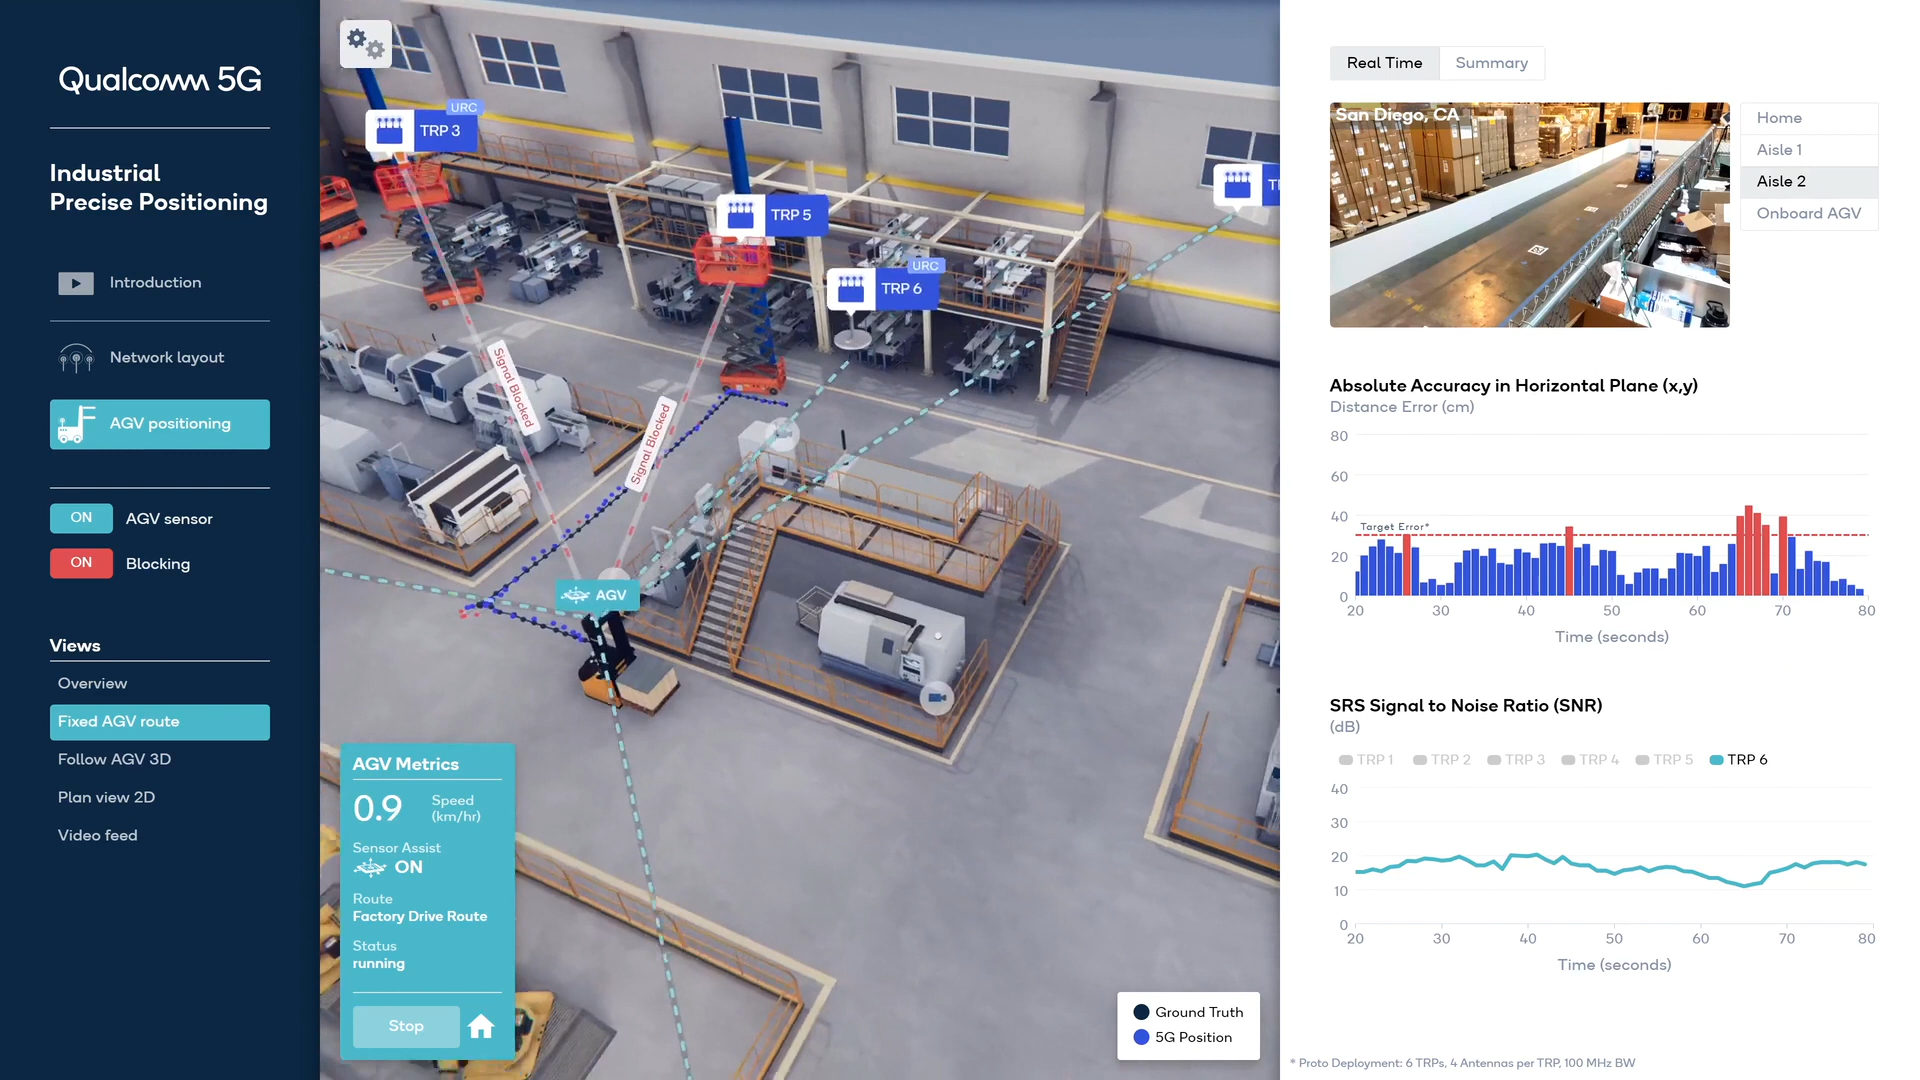 Qualcomm 5G
Industrial
Precise Positioning
Introduction
Network layout
AGV positioning
ON
AGV sensor
ON
Blocking
Views
Overview
Fixed AGV route
Follow AGV 3D
Plan view 2D
Video feed
URC
TRP 3
TRP 5
URC
TRP 6
Signal Blocked
Signal Blocked
AGV
AGV Metrics
0.9
Speed
(km/hr)
Sensor Assist
ON
Route
Factory Drive Route
Status
running
Stop
Ground Truth
5G Position
Real Time
Summary
San Diego, CA
Home
Aisle 1
Aisle 2
Onboard AGV
Absolute Accuracy in Horizontal Plane (x,y)
Distance Error (cm)
80
60
40
Target Error*
20
0
20 30 40 50 60 70 80
Time (seconds)
SRS Signal to Noise Ratio (SNR)
(dB)
TRP 1 TRP 2 TRP 3 TRP 4 TRP 5 TRP 6
40
30
20
10
0
20 30 40 50 60 70 80
Time (seconds)
* Proto Deployment: 6 TRPs, 4 Antennas per TRP, 100 MHz BW